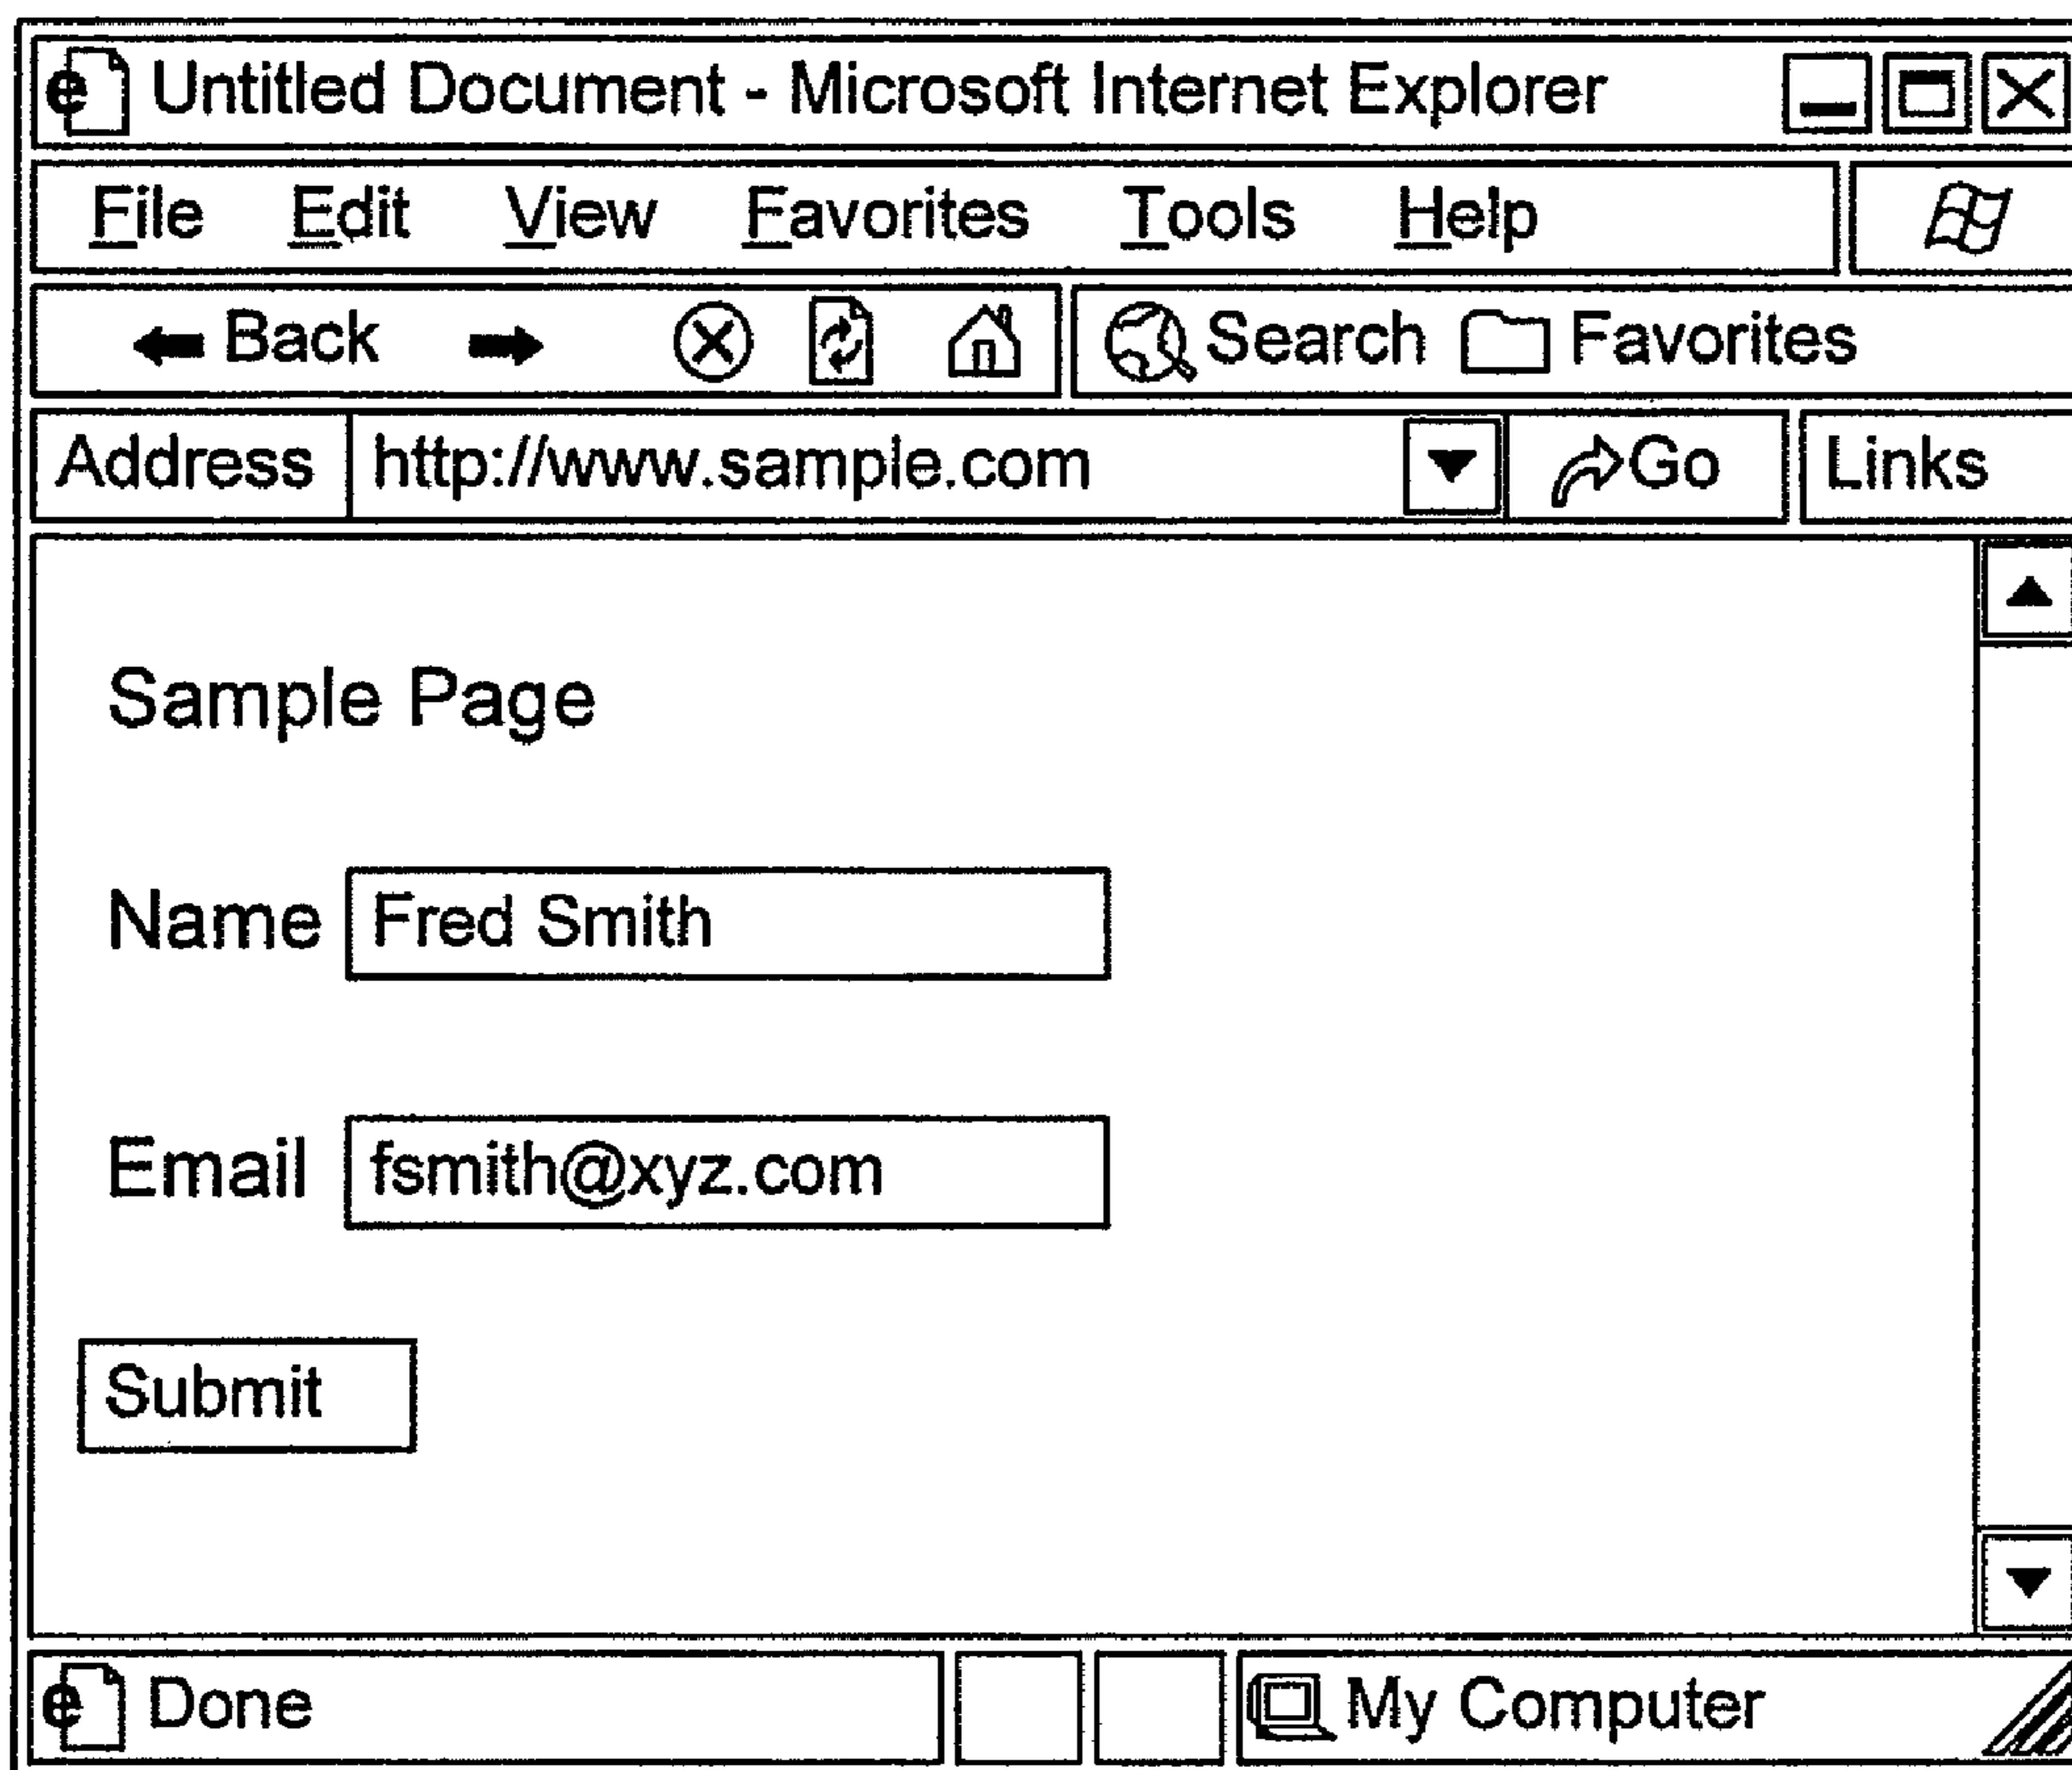 Untitled Document - Microsoft Internet Explorer
File Edit View Favorites Tools Help
Back Search Favorites
Address http://www.sample.com Go Links
Sample Page
Name Fred Smith
Email fsmith@xyz.com
Submit
Done My Computer